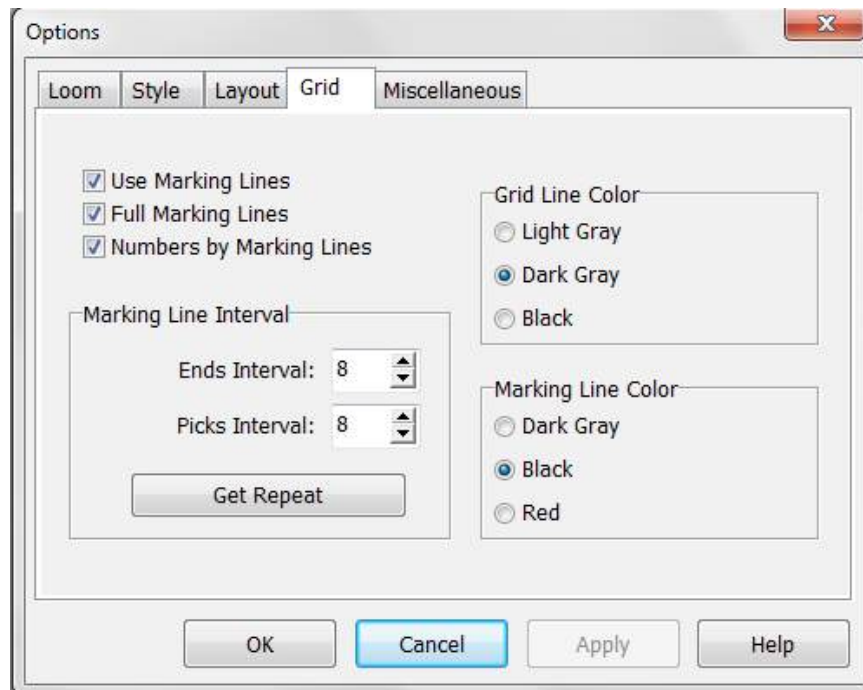 Options
Loom Style Layout Grid Miscellaneous
Use Marking Lines
Full Marking Lines
Numbers by Marking Lines
Marking Line Interval
Ends Interval: 8
Picks Interval: 8
Get Repeat
Grid Line Color
Light Gray
Dark Gray
Black
Marking Line Color
Dark Gray
Black
Red
OK Cancel Apply Help